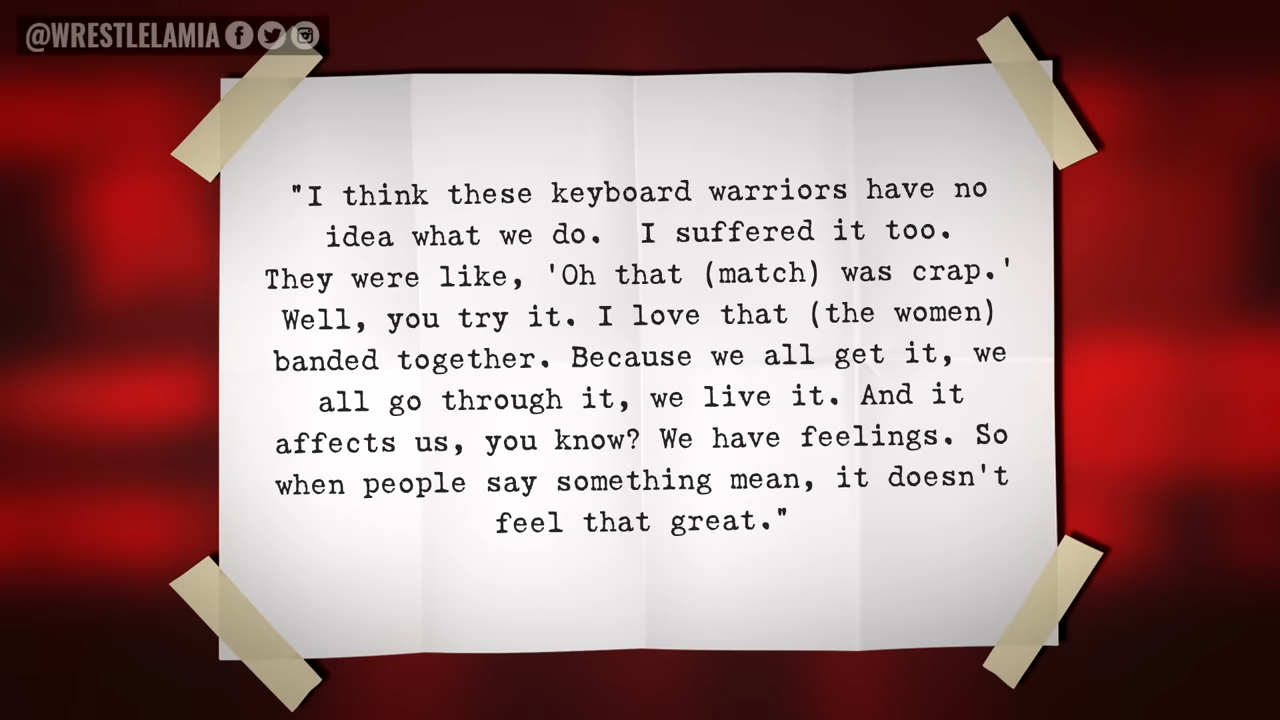 @WRESTLELAMIA
"I think these keyboard warriors have no
idea what we do.  I suffered it too.
They were like, 'Oh that (match) was crap.'
Well, you try it. I love that (the women)
banded together. Because we all get it, we
all go through it, we live it. And it
affects us, you know? We have feelings. So
when people say something mean, it doesn't
feel that great."